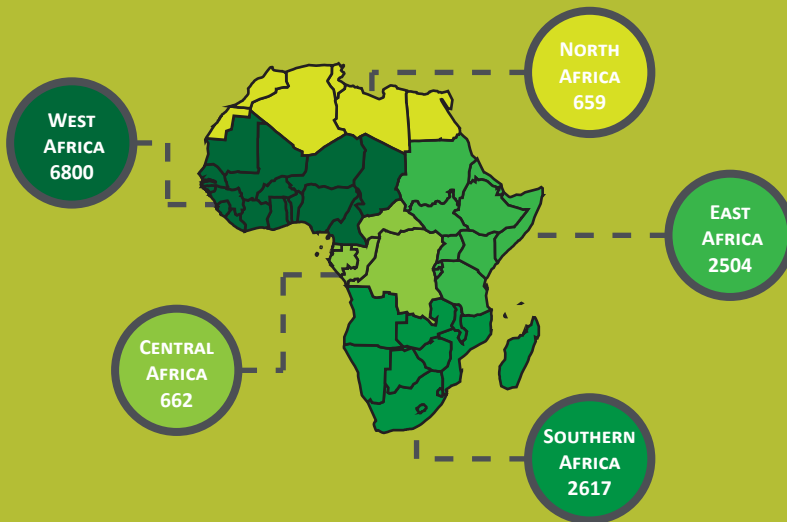 North
Africa
659
West
Africa
6800
East
Africa
2504
Central
Africa
662
Southern
Africa
2617